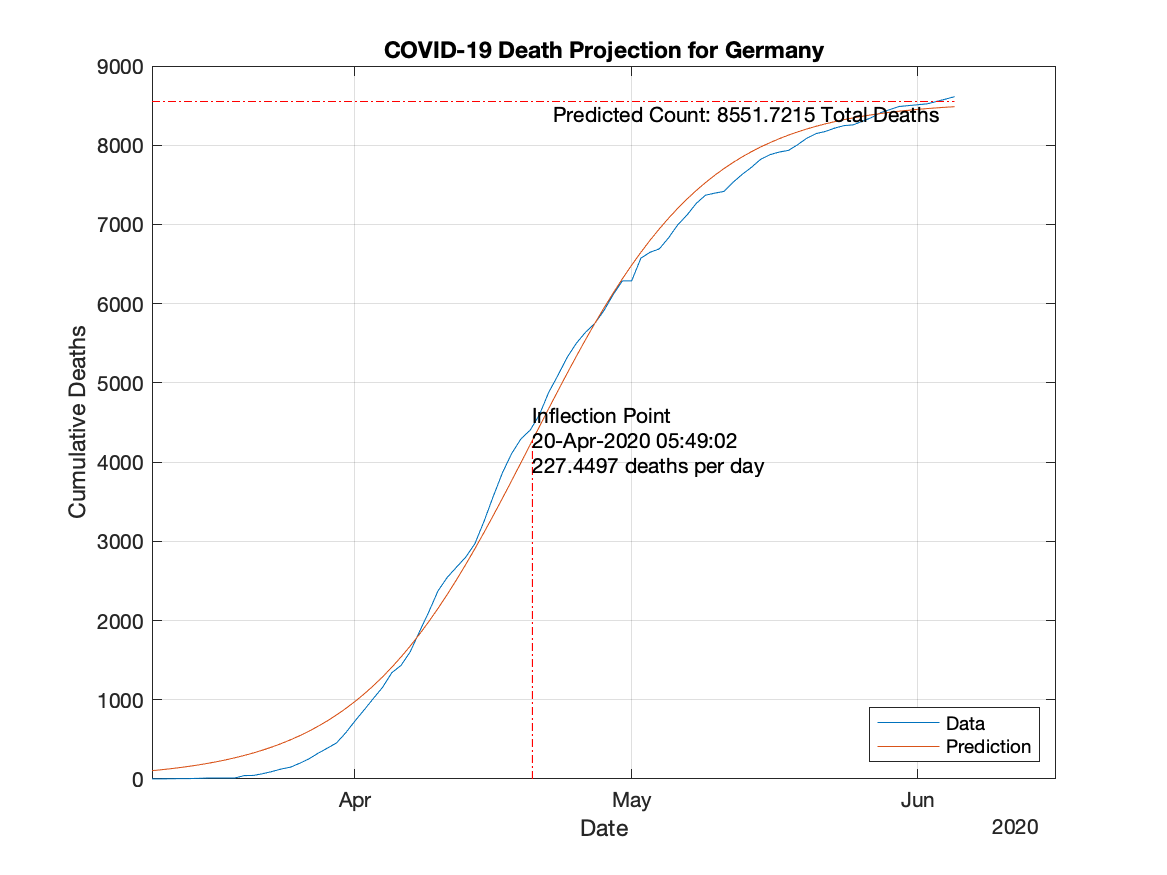 COVID-19 Death Projection for Germany
9000
8000
7000
6000
5000
4000
3000
2000
1000
0
Cumulative Deaths
Predicted Count: 8551.7215 Total Deaths
Inflection Point
20-Apr-2020 05:49:02
227.4497 deaths per day
Data
Prediction
Apr
May
Jun
Date
2020